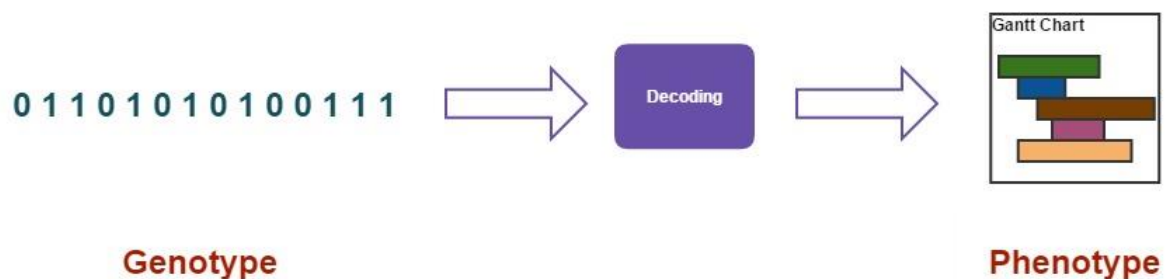 Gantt Chart
0 1 1 0 1 0 1 0 1 0 0 1 1 1
Decoding
Genotype
Phenotype